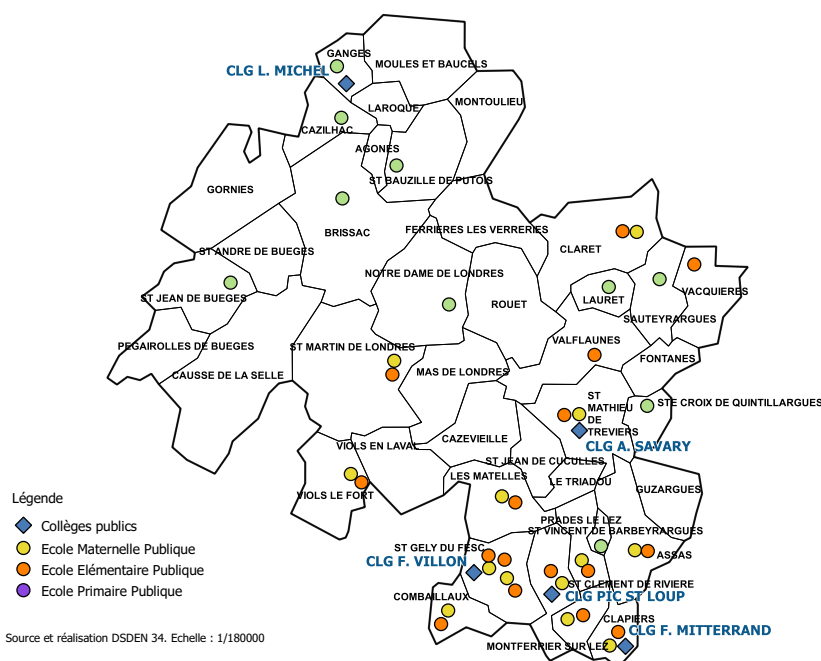 GANGES
MOULES ET BAUCELS
CLG L. MICHEL
LAROQUE
MONTOULIEU
CAZILHAC
AGONES
ST BAUZILLE DE PUTOIS
GORNIES
BRISSAC
FERRIERES LES VERRERIES
CLARET
ST ANDRE DE BUEGES
NOTRE DAME DE LONDRES
ST JEAN DE BUEGES
LAURET
VACQUIERES
ROUET
SAUTEYRARGUES
PEGAIROLLES DE BUEGES
ST MARTIN DE LONDRES
VALFLAUNES
FONTANES
CAUSSE DE LA SELLE
MAS DE LONDRES
ST
MATHIEU
DE
TREVIERS
STE CROIX DE QUINTILLARGUES
VIOLS EN LAVAL
CAZEVIEILLE
CLG A. SAVARY
ST JEAN DE CUCULLES
LES MATELLES
LE TRIADOU
GUZARGUES
VIOLS LE FORT
PRADES LE LEZ
ST VINCENT DE BARBEYRARGUES
ST GELY DU FESC
ASSAS
CLG F. VILLON
ST CLEMENT DE RIVIERE
COMBAILLAUX
CLG PIC ST LOUP
CLAPIERS
CLG F. MITTERRAND
MONTFERRIER SUR LEZ
Légende
Collèges publics
Ecole Maternelle Publique
Ecole Elémentaire Publique
Ecole Primaire Publique
Source et réalisation DSDEN 34. Echelle : 1/180000